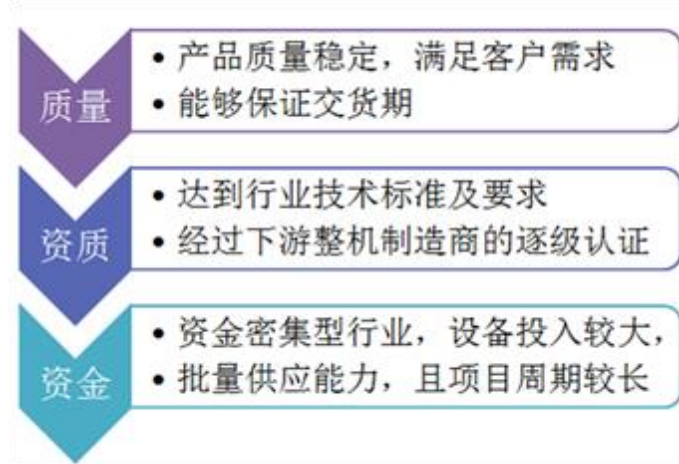 质量
• 产品质量稳定，满足客户需求
• 能够保证交货期
资质
• 达到行业技术标准及要求
• 经过下游整机制造商的逐级认证
资金
• 资金密集型行业，设备投入较大，
• 批量供应能力，且项目周期较长